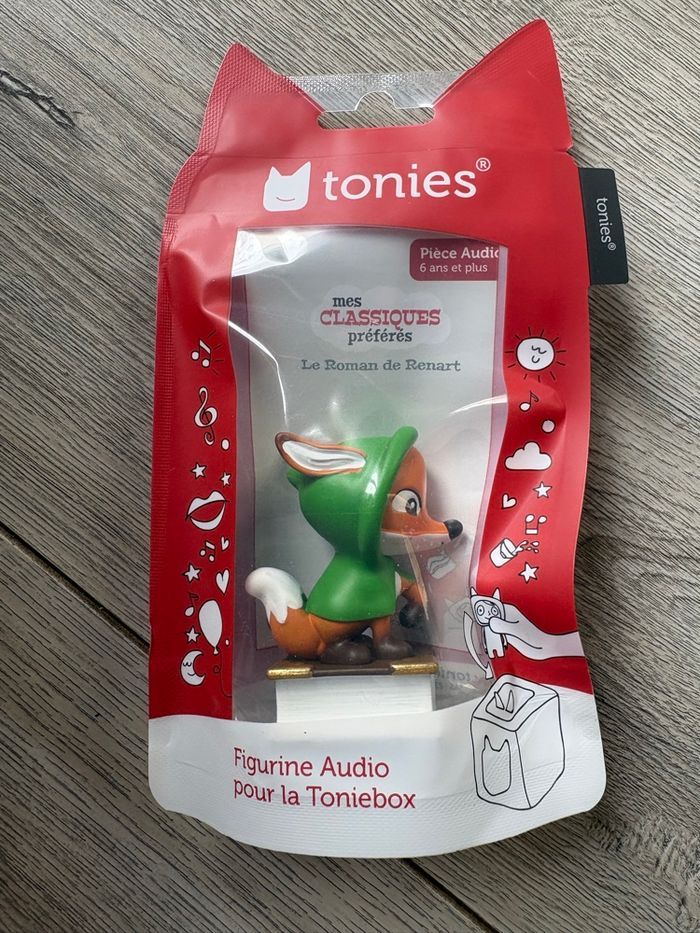 tonies®
tonies®
Pièce Audio
6 ans et plus
mes
CLASSIQUES
préférés
Le Roman de Renart
Figurine Audio
pour la Toniebox